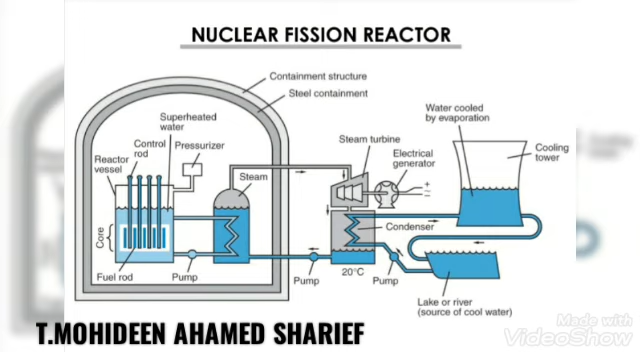 NUCLEAR FISSION REACTOR
Containment structure
Steel containment
Superheated
water
Control
rod
Pressurizer
Reactor
vessel
Steam
Core
Fuel rod
Pump
Steam turbine
Electrical
generator
+
Condenser
20°C
Pump
Pump
Water cooled
by evaporation
Cooling
tower
Lake or river
(source of cool water)
T.MOHIDEEN AHAMED SHARIEF
Made with
VideoShow